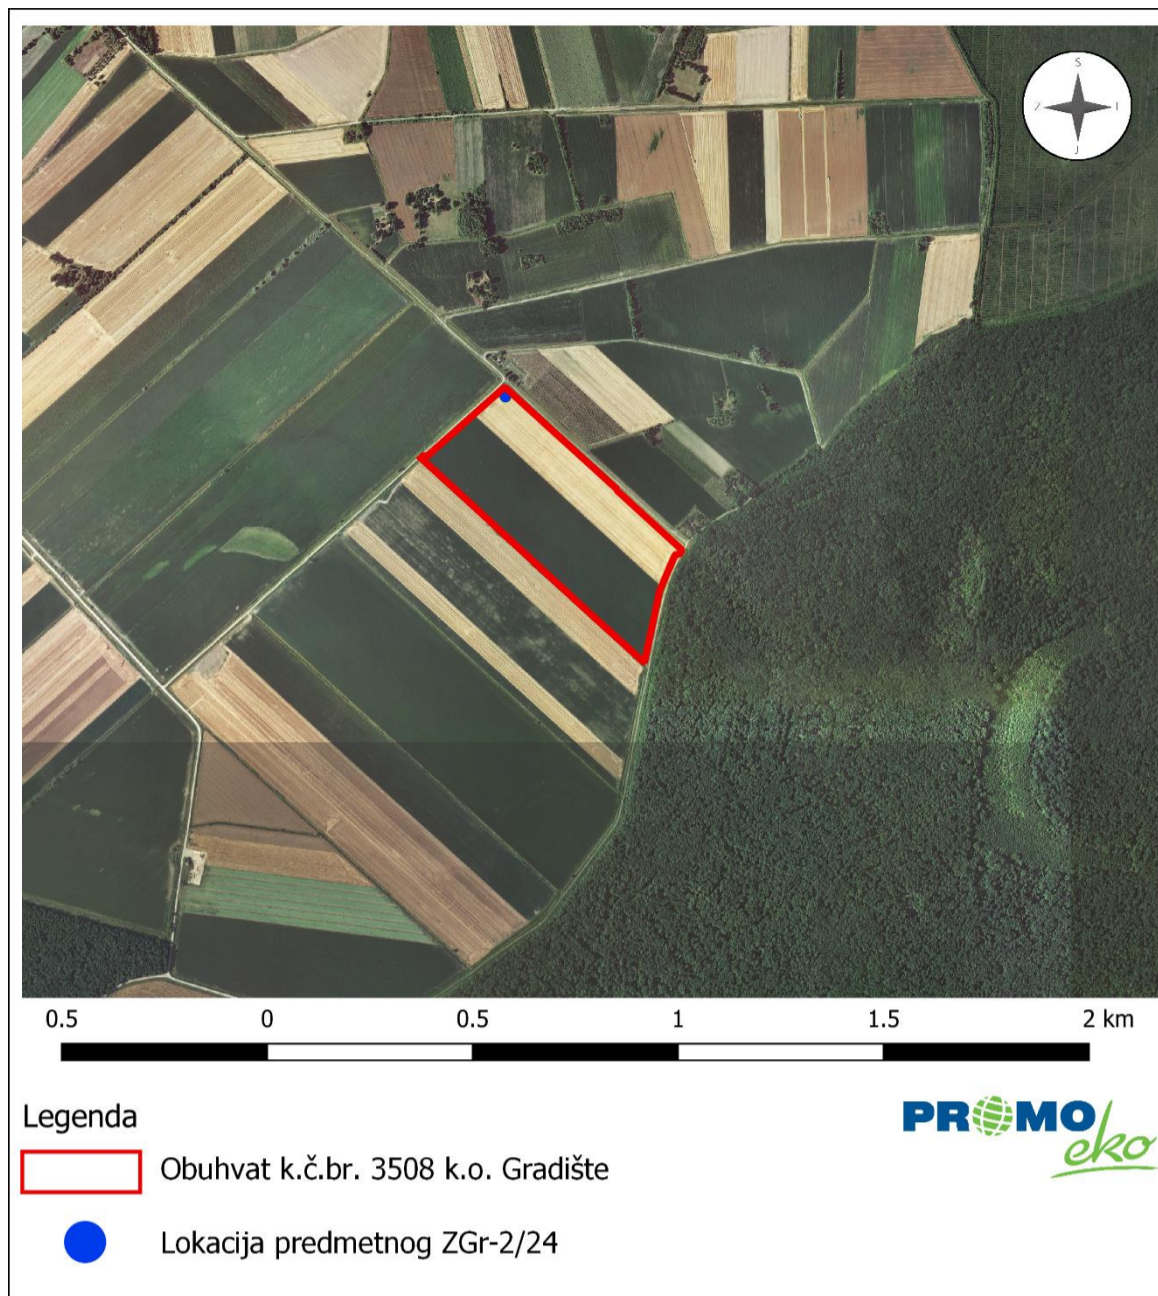 S
Z I
J
0.5 0 0.5 1 1.5 2 km
Legenda
PROMO
eko
Obuhvat k.č.br. 3508 k.o. Gradište
Lokacija predmetnog ZGr-2/24